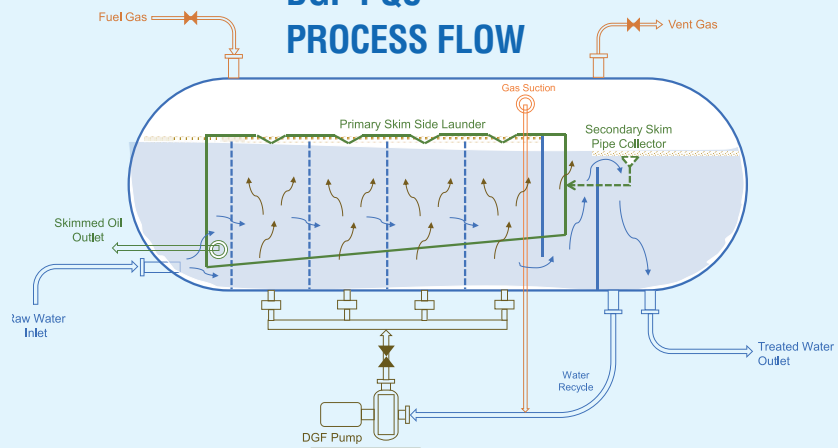 PROCESS FLOW
Fuel Gas
Vent Gas
Gas Suction
Primary Skim Side Launder
Secondary Skim
Pipe Collector
Skimmed Oil
Outlet
Raw Water
Inlet
Treated Water
Outlet
Water
Recycle
DGF Pump